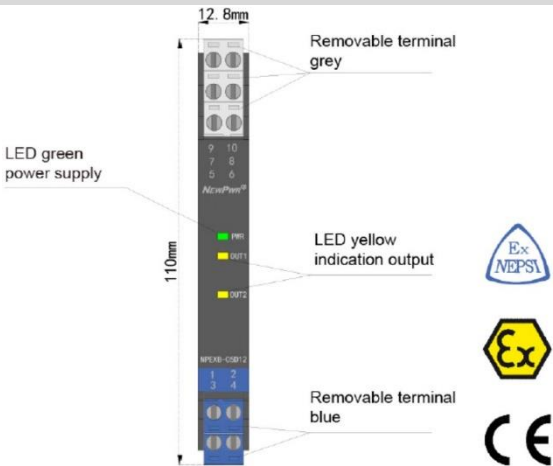 12.8mm
Removable terminal
grey
9 10
7 8
5 6
NEWPWR
LED green
power supply
PWR
OUT1
OUT2
LED yellow
indication output
110mm
NPEXB-C5D12
1 2
3 4
Removable terminal
blue
Ex
NEPSI
Ex
CE